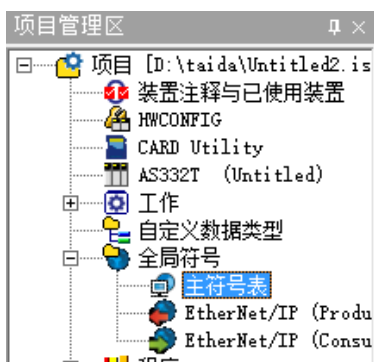 项目管理区
项目 [D:\taida\Untitled2.is
装置注释与已使用装置
HWCONFIG
CARD Utility
AS332T (Untitled)
工作
自定义数据类型
全局符号
主符号表
EtherNet/IP (Produ
EtherNet/IP (Consu